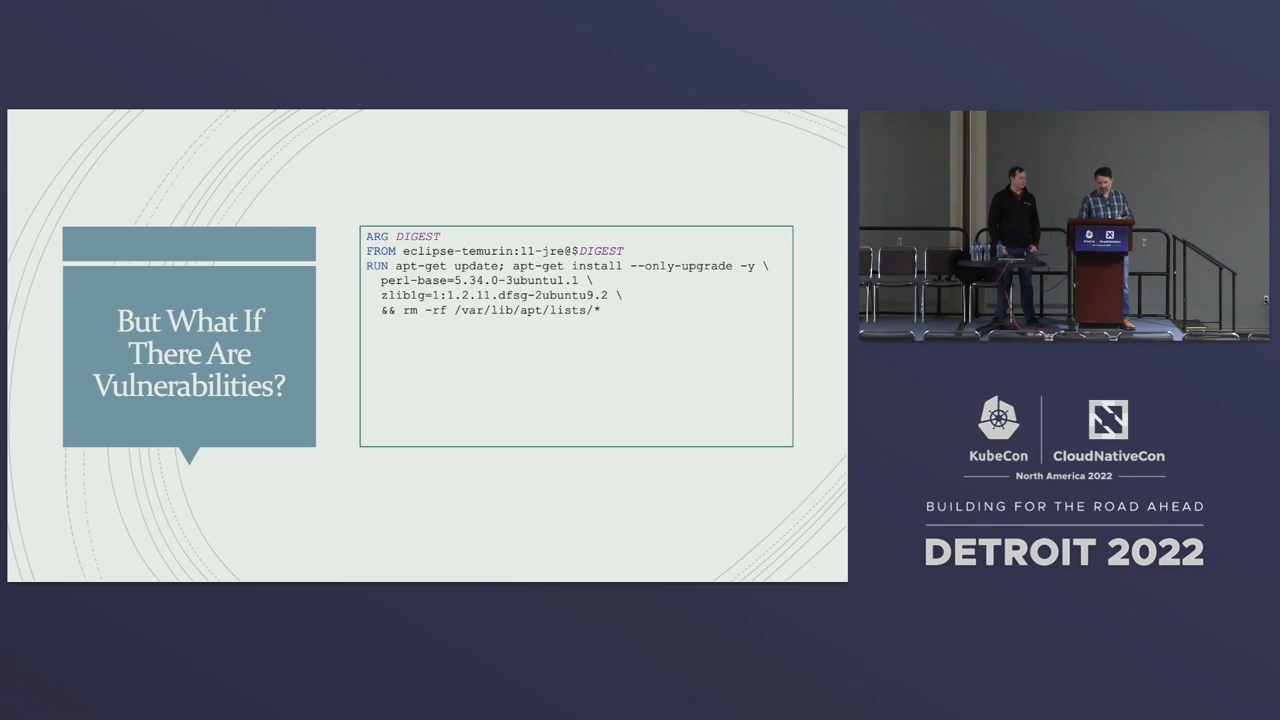 But What If
There Are
Vulnerabilities?
ARG DIGEST
FROM eclipse-temurin:11-jre@$DIGEST
RUN apt-get update; apt-get install --only-upgrade -y \
perl-base=5.34.0-3ubuntu1.1 \
zlib1g=1:1.2.11.dfsg-2ubuntu9.2 \
&& rm -rf /var/lib/apt/lists/*
KubeCon
CloudNativeCon
North America 2022
BUILDING FOR THE ROAD AHEAD
DETROIT 2022